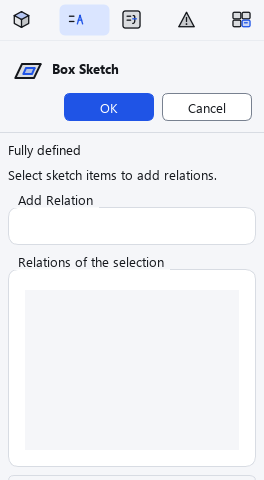 Box Sketch
OK
Cancel
Fully defined
Select sketch items to add relations.
Add Relation
Relations of the selection